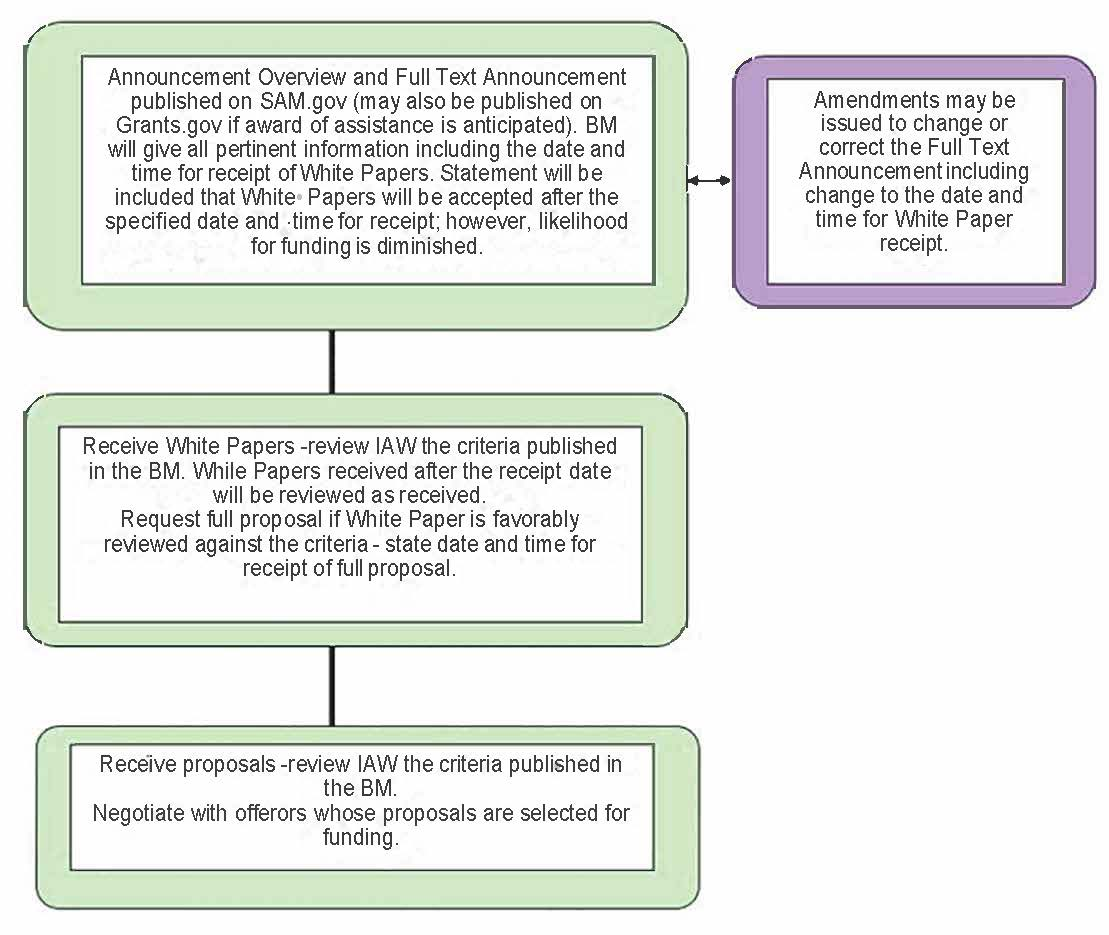 Announcement Overview and Full Text Announcement
published on SAM.gov (may also be published on
Grants.gov if award of assistance is anticipated). BM
will give all pertinent information including the date and
time for receipt of White Papers. Statement will be
included that White• Papers will be accepted after the
specified date and ·time for receipt; however, likelihood
for funding is diminished.
Amendments may be
issued to change or
correct the Full Text
Announcement including
change to the date and
time for White Paper
receipt.
Receive White Papers -review IAW the criteria published
in the BM. While Papers received after the receipt date
will be reviewed as received.
Request full proposal if White Paper is favorably
reviewed against the criteria - state date and time for
receipt of full proposal.
Receive proposals -review IAW the criteria published in
the BM.
Negotiate with offerors whose proposals are selected for
funding.